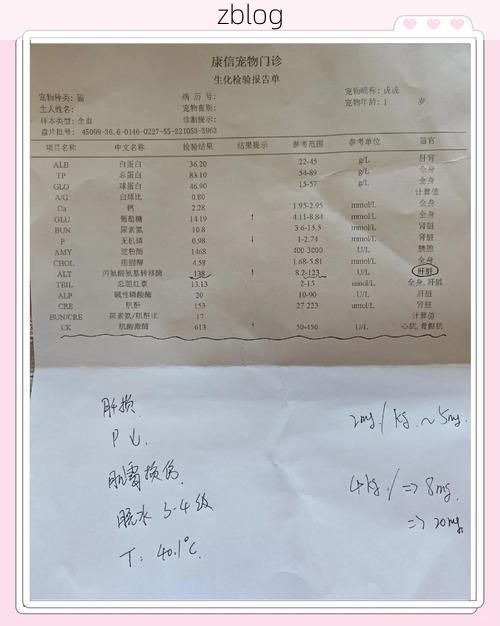 zblog
康信宠物门诊
生化检验报告单
宠物种类: 猫 病 历 号: 宠物昵称: 虎虎
主人姓名: 宠物性别: 宠物年龄: 1 岁
样本类型: 全血 诊断提示:
盘片批号:
项目名称 中文名称 检验结果 结果提示 参考范围 参考单位 器官
ALB 白蛋白 36.20 22-45 g/L 肝肾
TP 总蛋白 83.10 54-89 g/L 全身
GLO 球蛋白 46.90 15-57 g/L 全身
A/G 白球比 0.80 计算值
Ca 钙 2.28 1.95-2.95 mmol/L 全身
GLU 葡萄糖 14.19 ↑ 4.11-8.84 mmol/L 全身
BUN 尿素氮 10.8 3.6-13.5 mmol/L 肾脏
P 无机磷 0.98 ↓ 1-2.74 mmol/L 肾脏
AMY 淀粉酶 1468 400-3000 U/L 胰腺
CHOL 胆固醇 4.58 1.68-5.81 mmol/L 全身
ALT 丙氨酸氨基转移酶 138 ↑ 8.2-123 U/L 肝脏
TBIL 总胆红素 13.13 2-15 umol/L 全身,肝脏
ALP 碱性磷酸酶 20 10-90 U/L 肝脏
CRE 肌酐 153 27-223 umol/L 肾脏
BUN/CRE 尿素氮/肌酐比 17 计算值
CK 肌酸激酶 613 ↑ 50-450 U/L 心肌,骨骼肌
肝损.
P ↓.
2mg/kg ~5mg.
损伤.
4kg/ => 8mg.
脱水 3-4级
=> 20mg
T: 40.1℃.